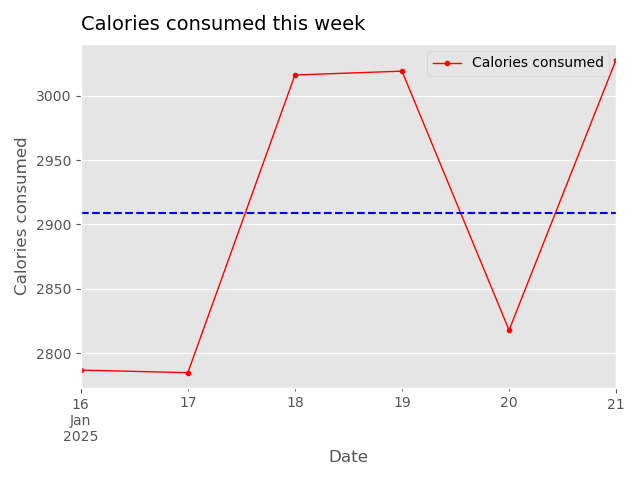 Calories consumed this week
Calories consumed
3000
2950
2900
2850
2800
Calories consumed
16 17 18 19 20 21
Jan
2025
Date